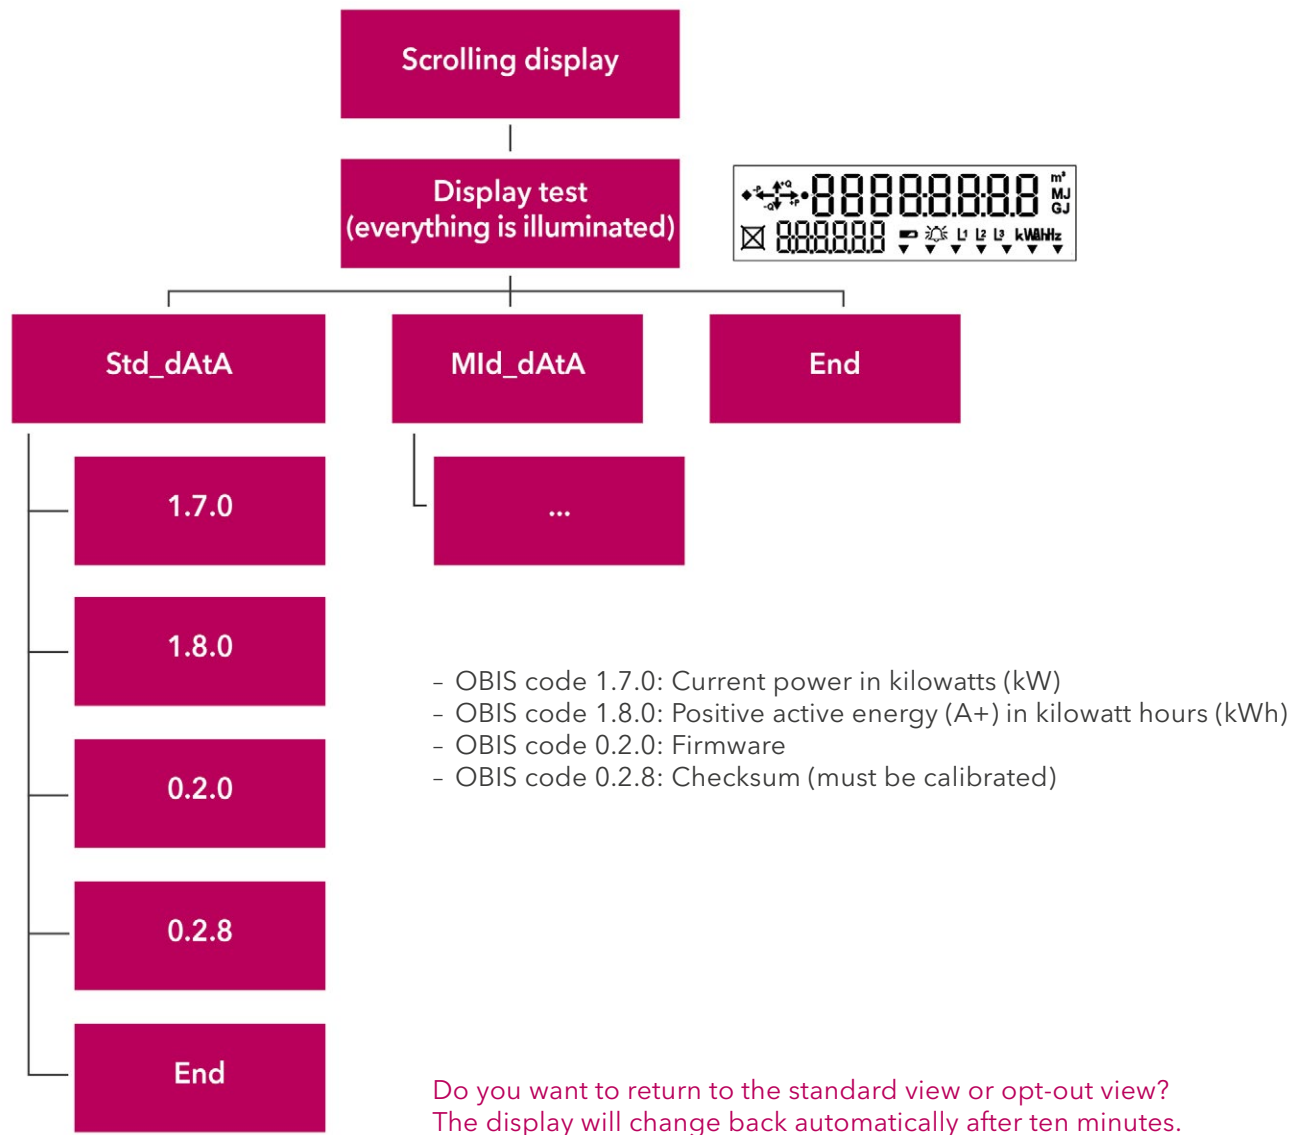 Scrolling display
Display test
(everything is illuminated)
-P +Q
-Q +P
88888888
m³
MJ
GJ
888888
L1 L2 L3 kWAhHz
Std_dAtA
MId_dAtA
End
1.7.0
...
1.8.0
– OBIS code 1.7.0: Current power in kilowatts (kW)
– OBIS code 1.8.0: Positive active energy (A+) in kilowatt hours (kWh)
– OBIS code 0.2.0: Firmware
– OBIS code 0.2.8: Checksum (must be calibrated)
0.2.0
0.2.8
End
Do you want to return to the standard view or opt-out view?
The display will change back automatically after ten minutes.